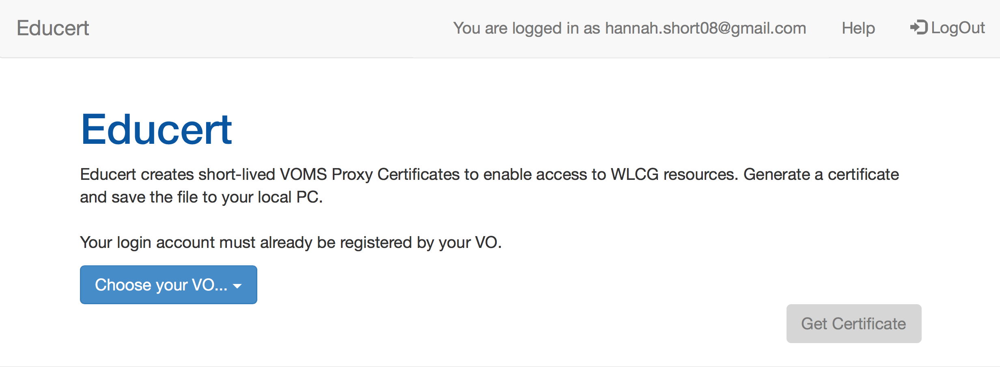 Educert
You are logged in as hannah.short08@gmail.com
Help
LogOut
Educert
Educert creates short-lived VOMS Proxy Certificates to enable access to WLCG resources. Generate a certificate
and save the file to your local PC.
Your login account must already be registered by your VO.
Choose your VO...
Get Certificate